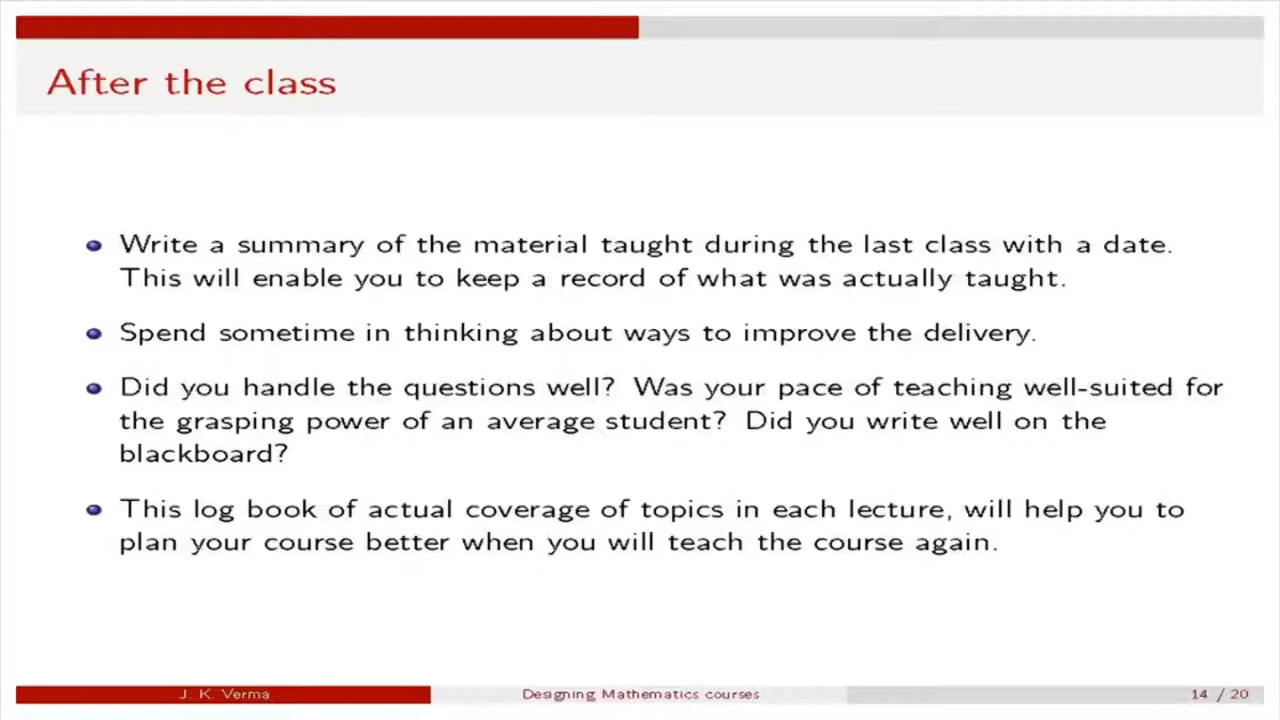 After the class
Write a summary of the material taught during the last class with a date.
This will enable you to keep a record of what was actually taught.
Spend sometime in thinking about ways to improve the delivery.
Did you handle the questions well? Was your pace of teaching well-suited for
the grasping power of an average student? Did you write well on the
blackboard?
This log book of actual coverage of topics in each lecture, will help you to
plan your course better when you will teach the course again.
J. K. Verma
Designing Mathematics courses
14 / 20